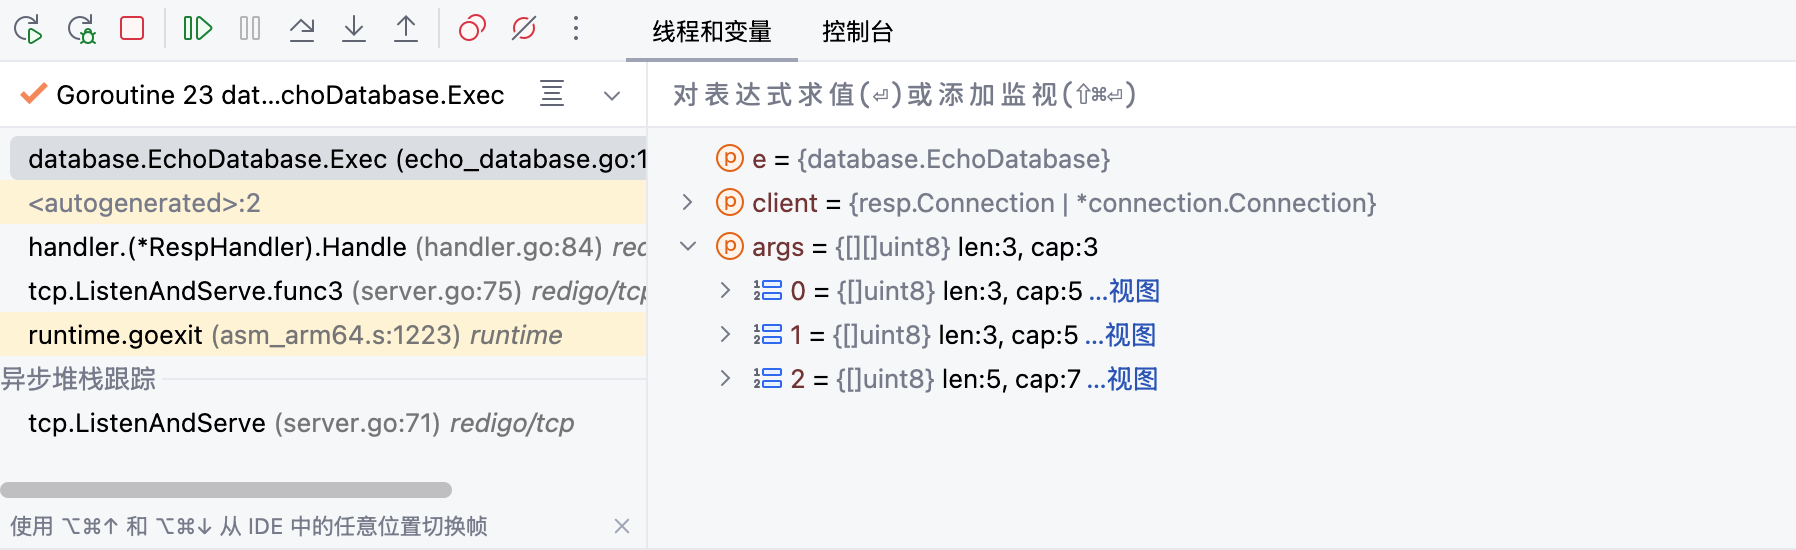 线程和变量 控制台
Goroutine 23 dat...choDatabase.Exec
对表达式求值(⏎)或添加监视(⇧⌘⏎)
database.EchoDatabase.Exec (echo_database.go:1
<autogenerated>:2
handler.(*RespHandler).Handle (handler.go:84) red
tcp.ListenAndServe.func3 (server.go:75) redigo/tcp
runtime.goexit (asm_arm64.s:1223) runtime
异步堆栈跟踪
tcp.ListenAndServe (server.go:71) redigo/tcp
使用 ⌥⌘↑ 和 ⌥⌘↓ 从 IDE 中的任意位置切换帧
p e = {database.EchoDatabase}
p client = {resp.Connection | *connection.Connection}
p args = {[][]uint8} len:3, cap:3
0 = {[]uint8} len:3, cap:5 ...视图
1 = {[]uint8} len:3, cap:5 ...视图
2 = {[]uint8} len:5, cap:7 ...视图